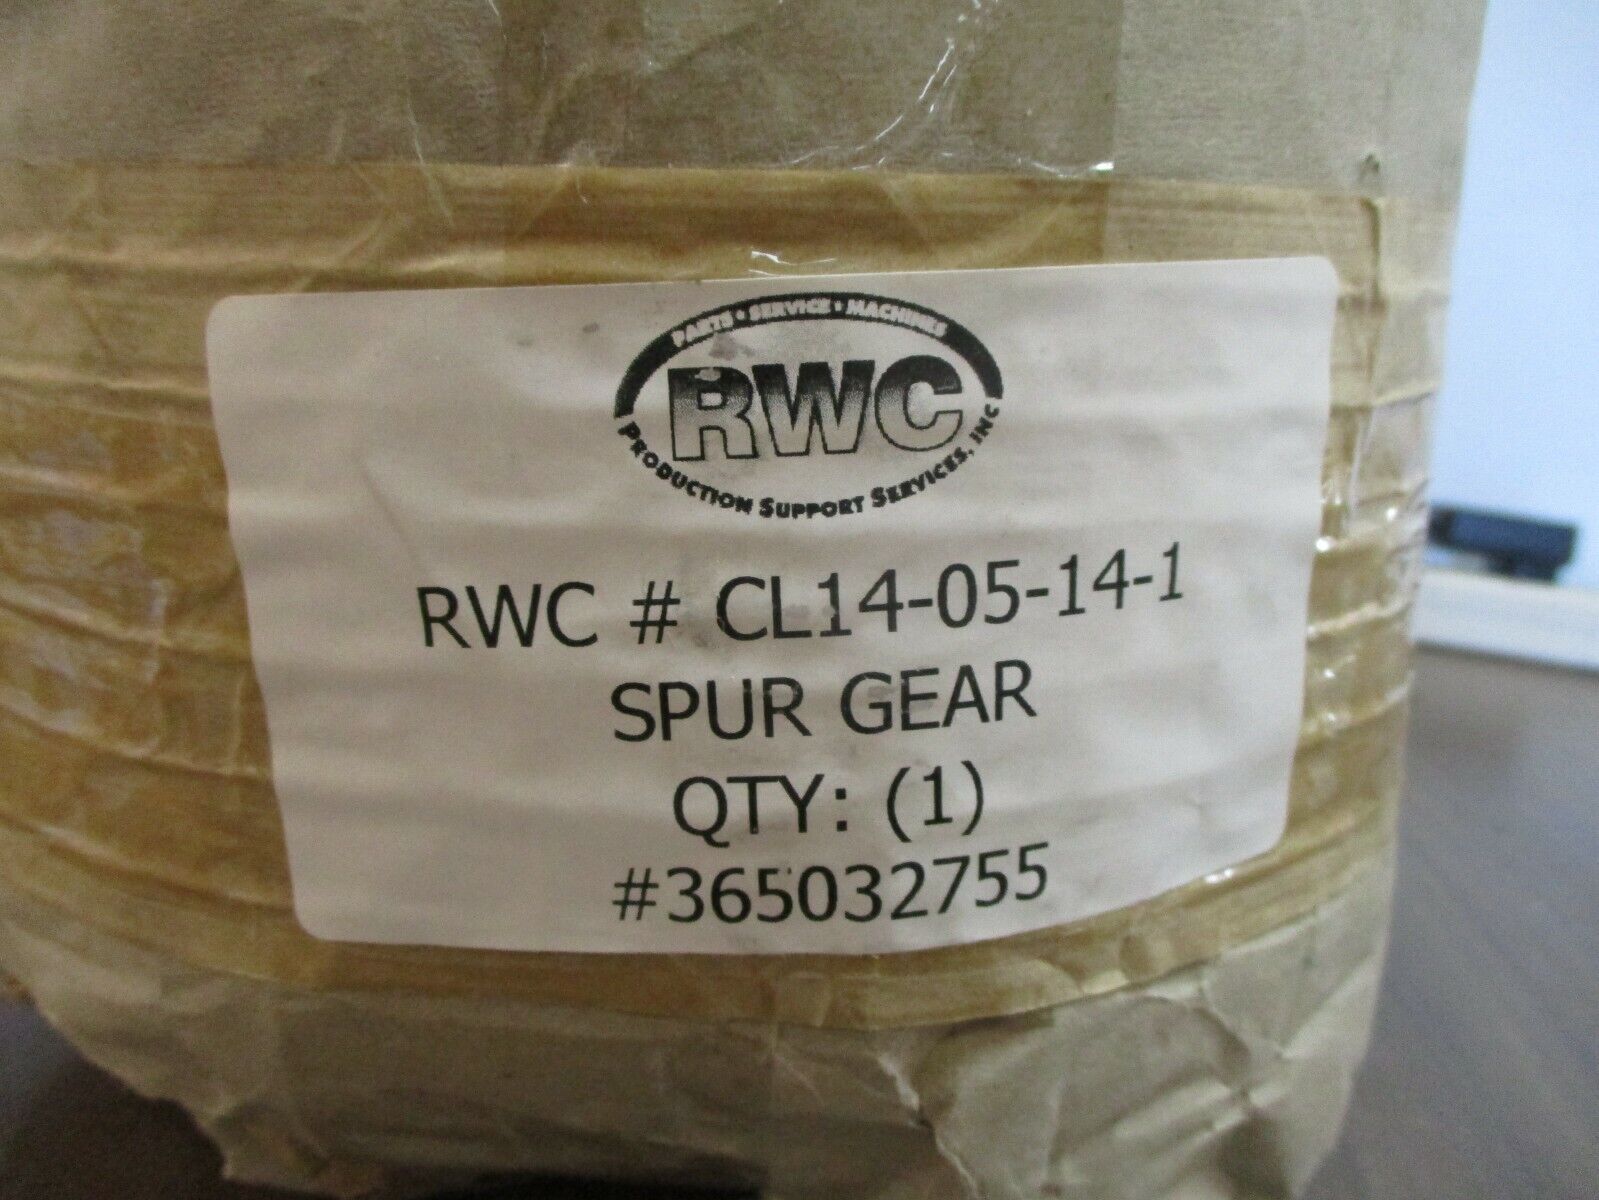 PARTS • SERVICE • MACHINES
RWC
PRODUCTION SUPPORT SERVICES, INC
RWC # CL14-05-14-1
SPUR GEAR
QTY: (1)
#365032755